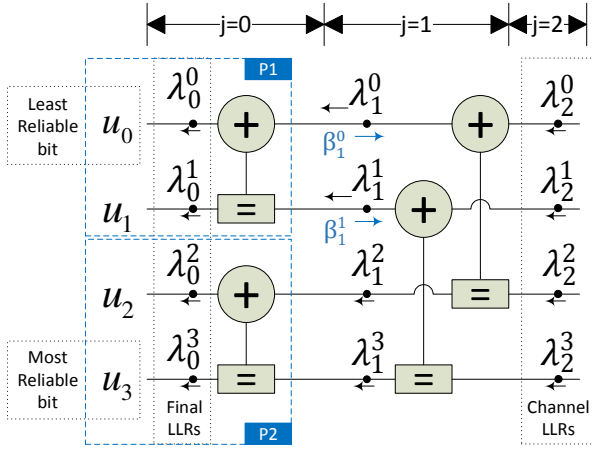 j=0 j=1 j=2
P1
Least
Reliable
bit
u₀ λ₀⁰ + λ₁⁰ + λ₂⁰
β₁⁰
u₁ λ₀¹ = λ₁¹ + λ₂¹
β₁¹
u₂ λ₀² + λ₁² = λ₂²
Most
Reliable
bit
u₃ λ₀³ = λ₁³ = λ₂³
Final
LLRs
P2
Channel
LLRs